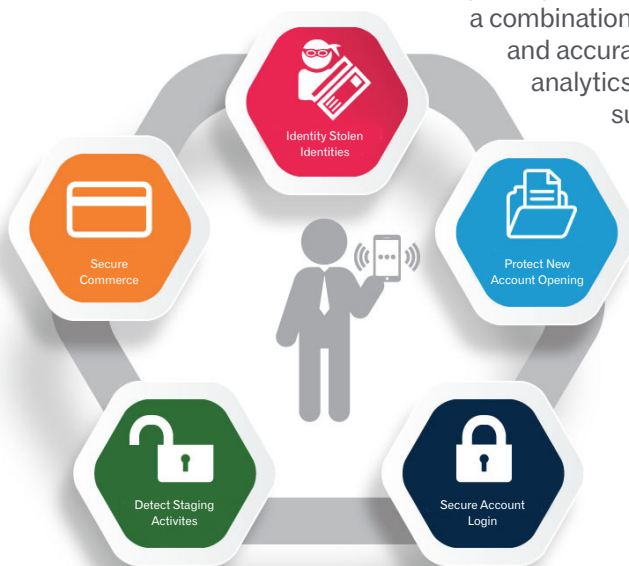 a combination
and accura
analytics
su
Identity Stolen
Identities
Secure
Commerce
Protect New
Account Opening
Detect Staging
Activites
Secure Account
Login